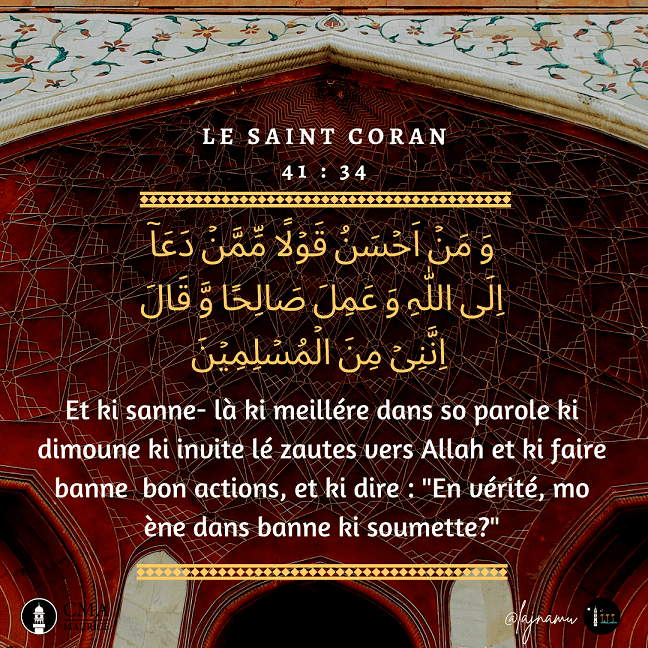 LE SAINT CORAN
41 : 34
وَ مَنۡ اَحۡسَنُ قَوۡلًا مِّمَّنۡ دَعَاۤ
اِلَی اللّٰہِ وَ عَمِلَ صَالِحًا وَّ قَالَ
اِنَّنِیۡ مِنَ الۡمُسۡلِمِیۡنَ
Et ki sanne- là ki meillére dans so parole ki
dimoune ki invite lé zautes vers Allah et ki faire
banne bon actions, et ki dire : "En vérité, mo
ène dans banne ki soumette?"
CMA
MAURICE
@lajnamu